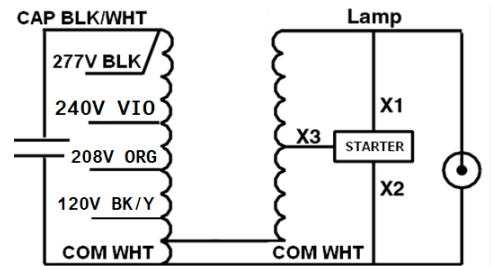 CAP BLK/WHT
Lamp
277V BLK
240V VIO
X1
X3
STARTER
208V ORG
X2
120V BK/Y
COM WHT
COM WHT